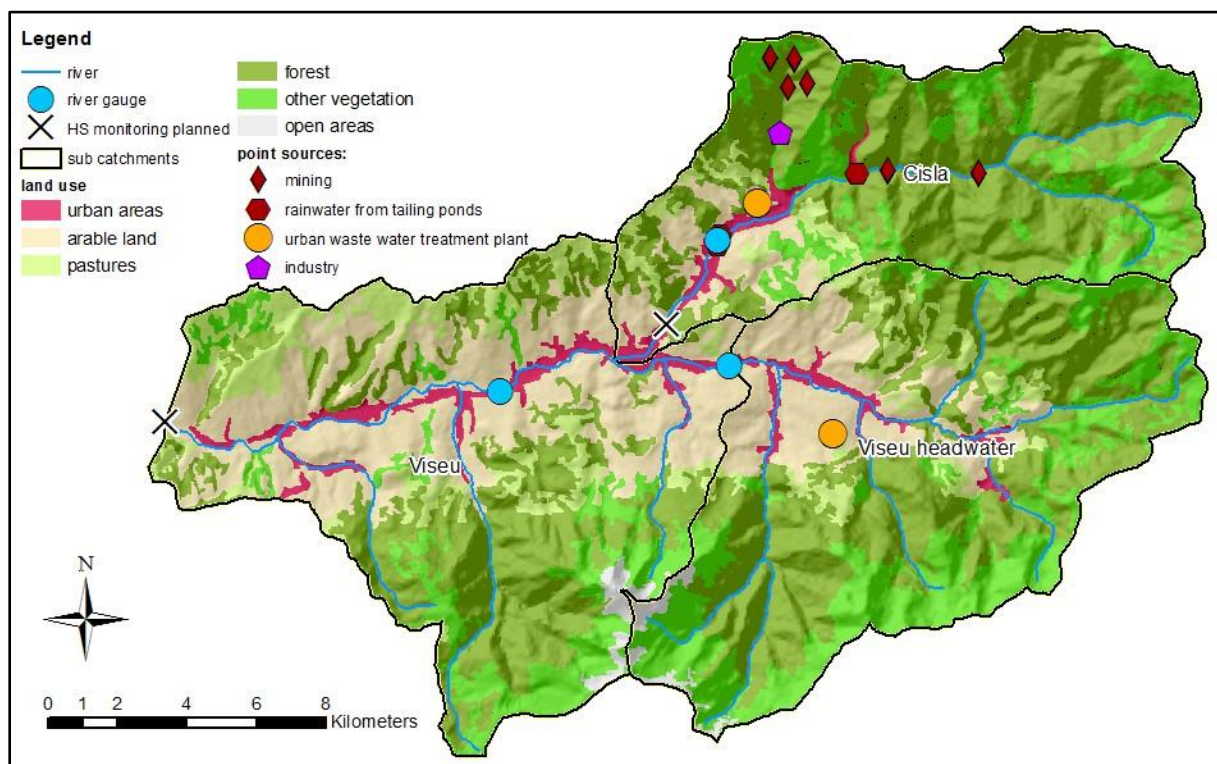 Legend
river
river gauge
HS monitoring planned
sub catchments
land use
urban areas
arable land
pastures
forest
other vegetation
open areas
point sources:
mining
rainwater from tailing ponds
urban waste water treatment plant
industry
Cisla
Viseu headwater
Viseu
N
0 1 2 4 6 8
Kilometers